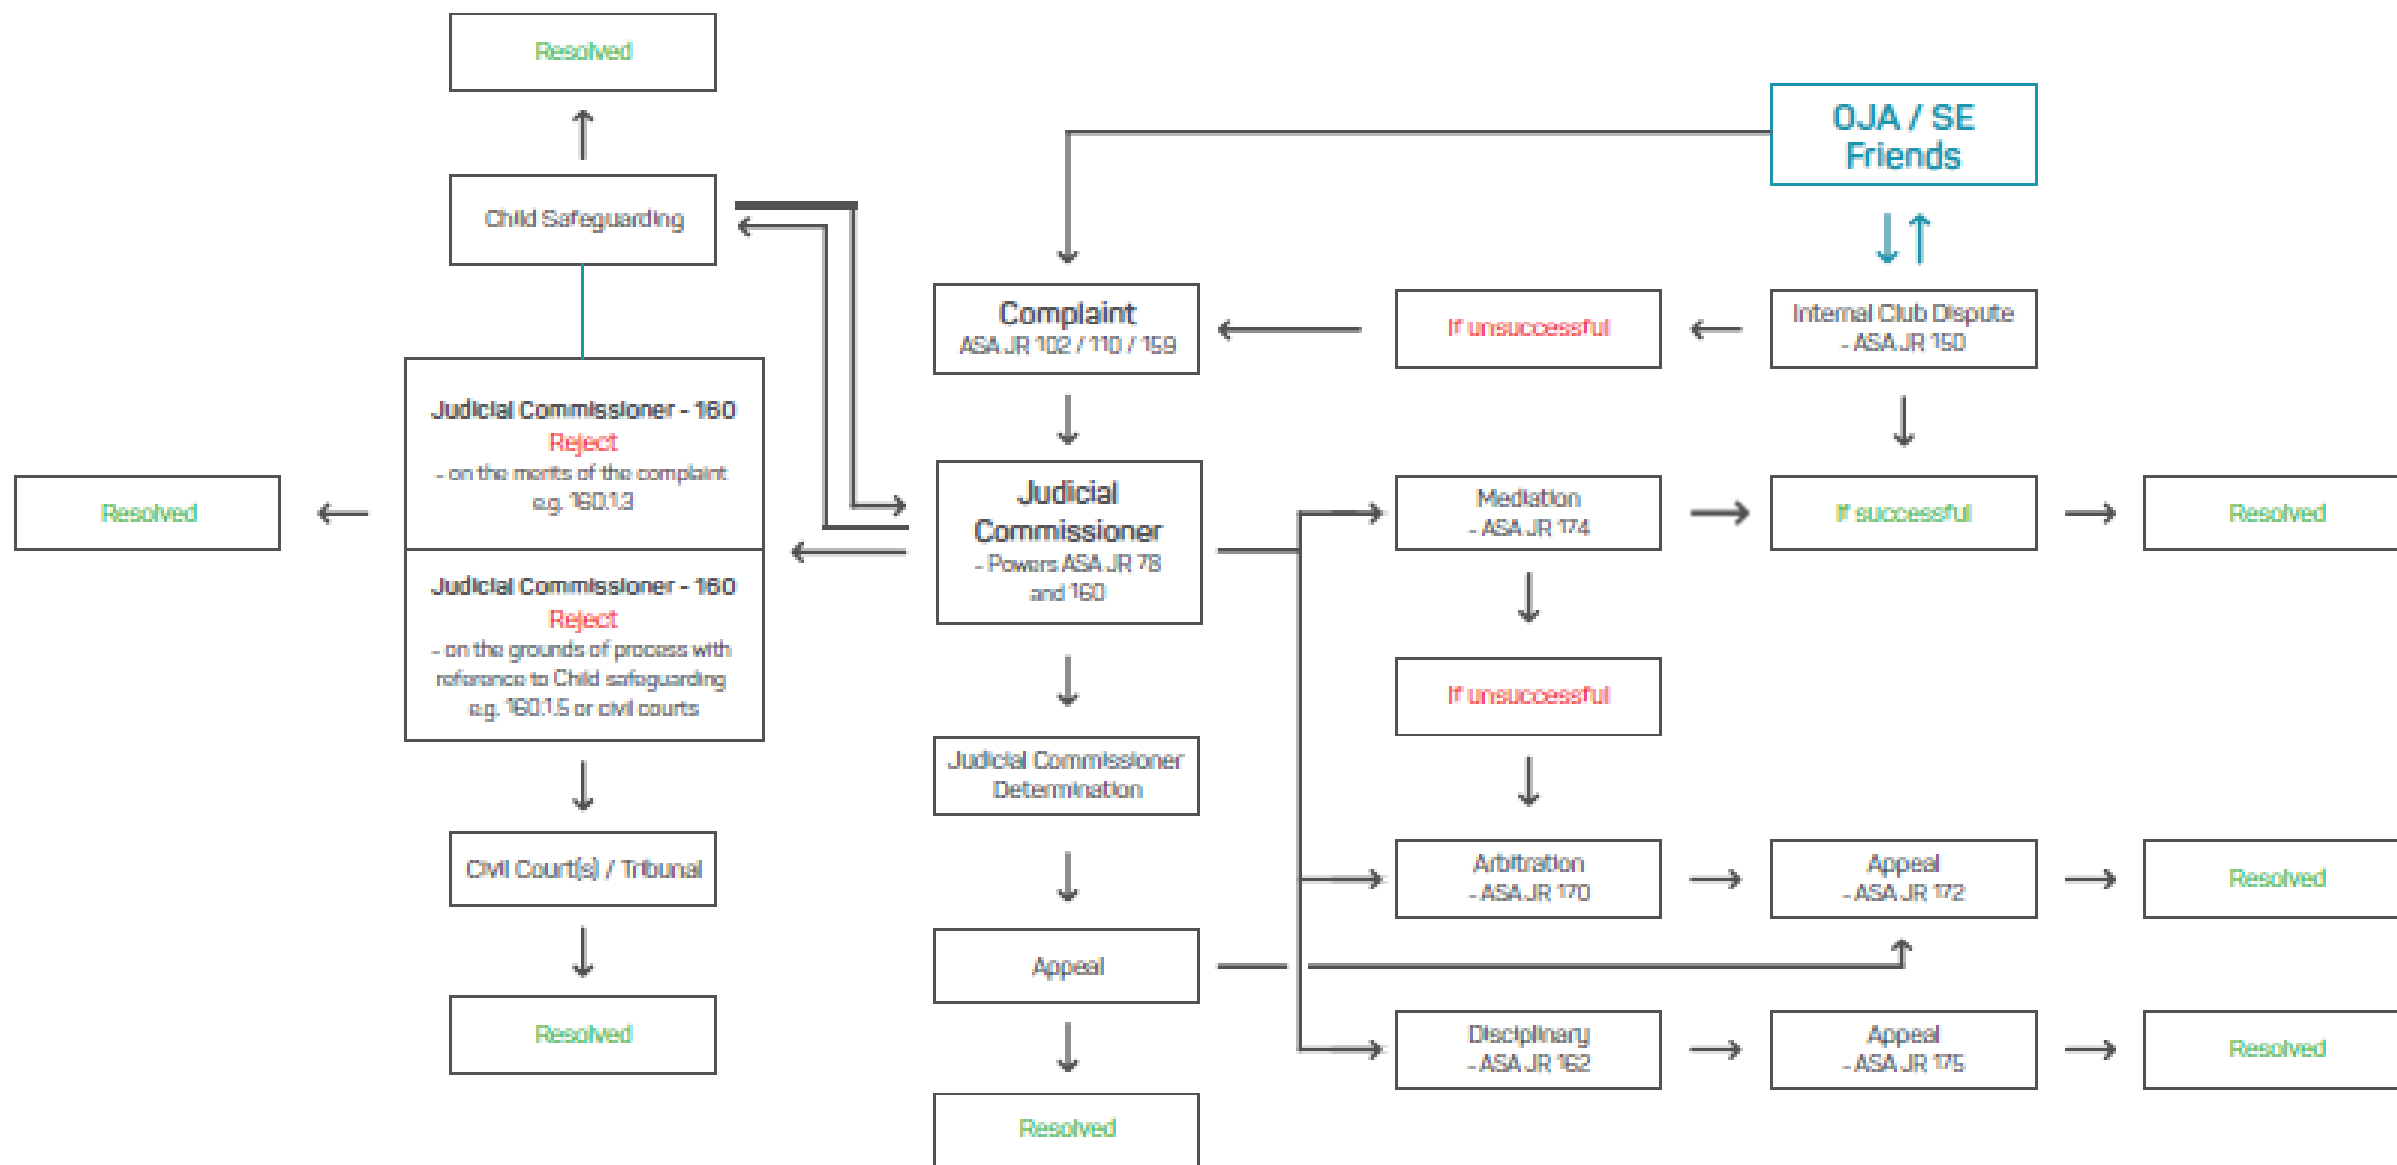 Resolved
OJA / SE
Friends
Child Safeguarding
Complaint
ASA JR 102 / 110 / 159
If unsuccessful
Internal Club Dispute
- ASA JR 150
Judicial Commissioner - 160
Reject
- on the merits of the complaint
e.g. 160.1.3
Resolved
Judicial
Commissioner
- Powers ASA JR 78
and 160
Mediation
- ASA JR 174
If successful
Resolved
Judicial Commissioner - 160
Reject
- on the grounds of process with
reference to Child safeguarding
e.g. 160.1.5 or civil courts
If unsuccessful
Judicial Commissioner
Determination
Civil Court(s) / Tribunal
Arbitration
- ASA JR 170
Appeal
- ASA JR 172
Resolved
Appeal
Resolved
Disciplinary
- ASA JR 162
Appeal
- ASA JR 175
Resolved
Resolved